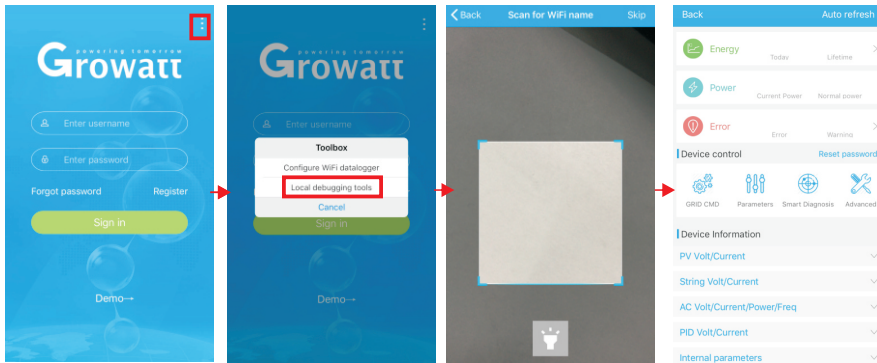 powering tomorrow
Growatt
Enter username
Enter password
Forgot password Register
Sign in
Demo→
powering tomorrow
Growatt
Enter username
Toolbox
Configure WiFi datalogger
Local debugging tools
Cancel
Sign in
Demo→
Back Scan for WiFi name Skip
Back Auto refresh
Energy
Today Lifetime
Power
Current Power Normal power
Error
Error Warning
Device control Reset password
GRID CMD Parameters Smart Diagnosis Advanced
Device Information
PV Volt/Current
String Volt/Current
AC Volt/Current/Power/Freq
PID Volt/Current
Internal parameters